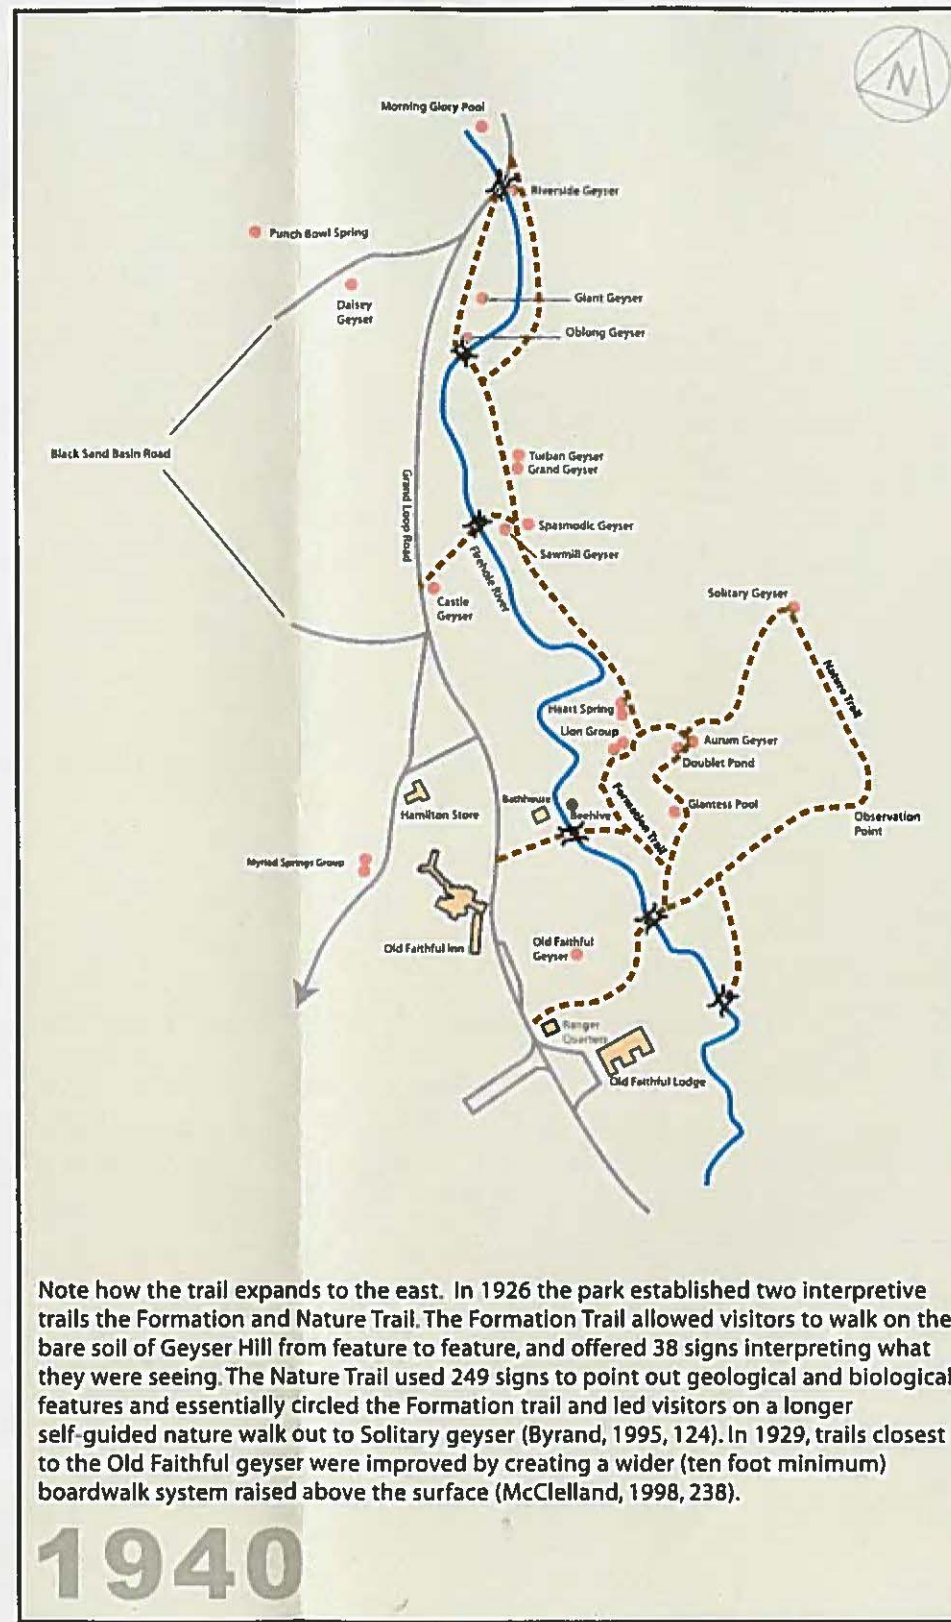 N
Morning Glory Pool
Riverside Geyser
Punch Bowl Spring
Daisey
Geyser
Giant Geyser
Oblong Geyser
Black Sand Basin Road
Grand Loop Road
Turban Geyser
Grand Geyser
Spasmodic Geyser
Sawmill Geyser
Firehole River
Castle
Geyser
Solitary Geyser
Nature Trail
Heart Spring
Lion Group
Aurum Geyser
Doublet Pond
Formation Trail
Giantess Pool
Observation
Point
Bathhouse
Beehive
Hamilton Store
Myriad Springs Group
Old Faithful Inn
Old Faithful
Geyser
Ranger
Quarters
Old Faithful Lodge
Note how the trail expands to the east. In 1926 the park established two interpretive
trails the Formation and Nature Trail. The Formation Trail allowed visitors to walk on the
bare soil of Geyser Hill from feature to feature, and offered 38 signs interpreting what
they were seeing. The Nature Trail used 249 signs to point out geological and biological
features and essentially circled the Formation trail and led visitors on a longer
self-guided nature walk out to Solitary geyser (Byrand, 1995, 124). In 1929, trails closest
to the Old Faithful geyser were improved by creating a wider (ten foot minimum)
boardwalk system raised above the surface (McClelland, 1998, 238).
1940